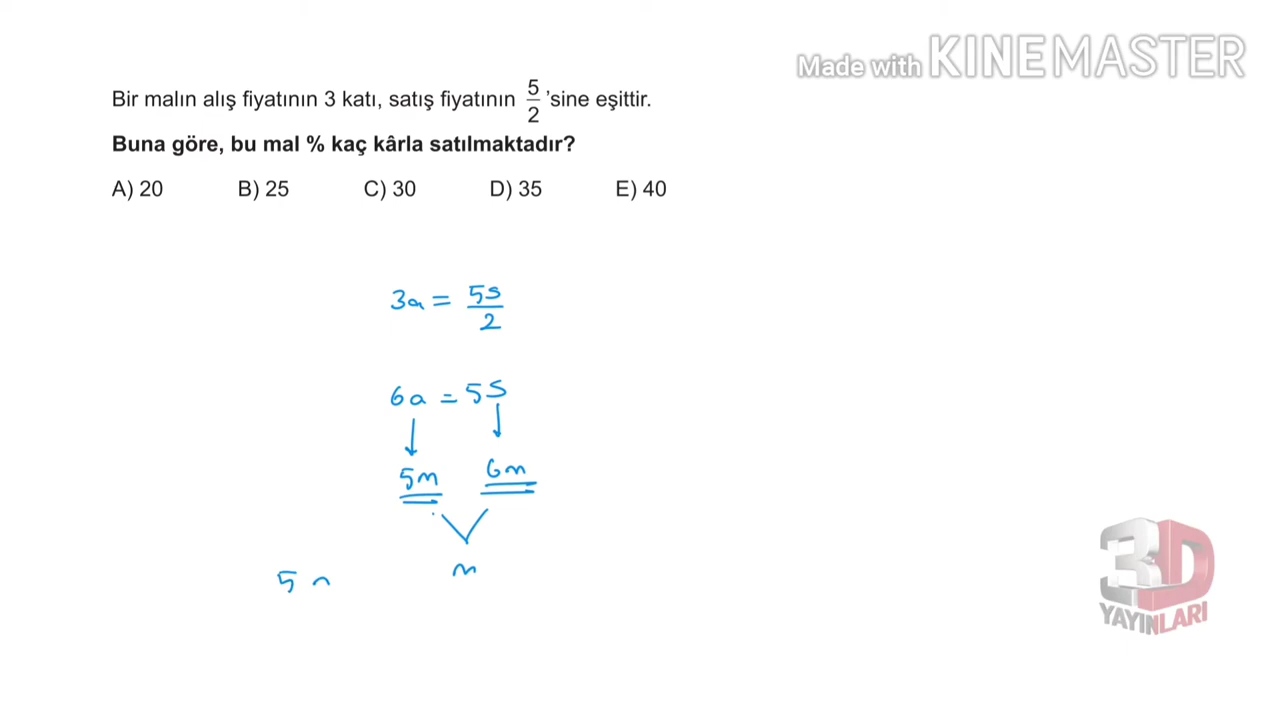 Made with KINEMASTER
Bir malın alış fiyatının 3 katı, satış fiyatının 5/2 'sine eşittir.
Buna göre, bu mal % kaç kârla satılmaktadır?
A) 20 B) 25 C) 30 D) 35 E) 40
3a = 5s/2
6a = 5s
5m 6m
m
5
3D
YAYINLARI